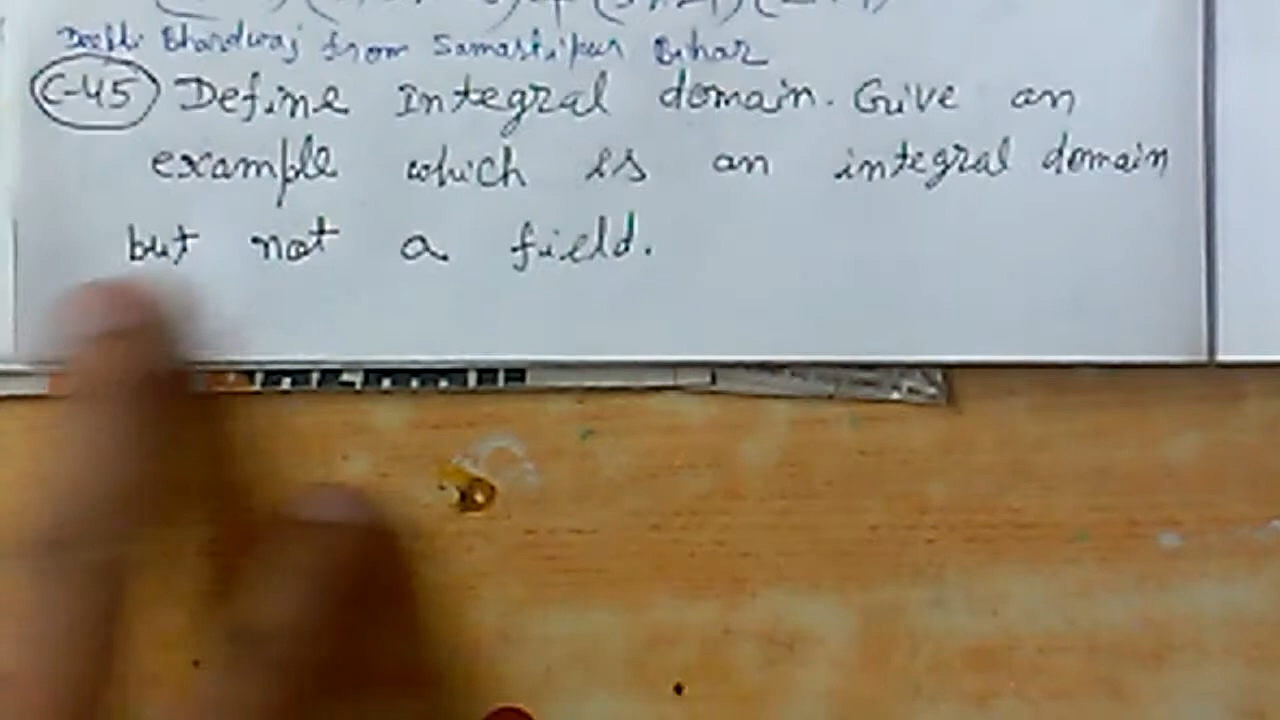 Bhardwaj from Samastipur Bihar
C-45 Define Integral domain. Give an
example which is an integral domain
but not a field.